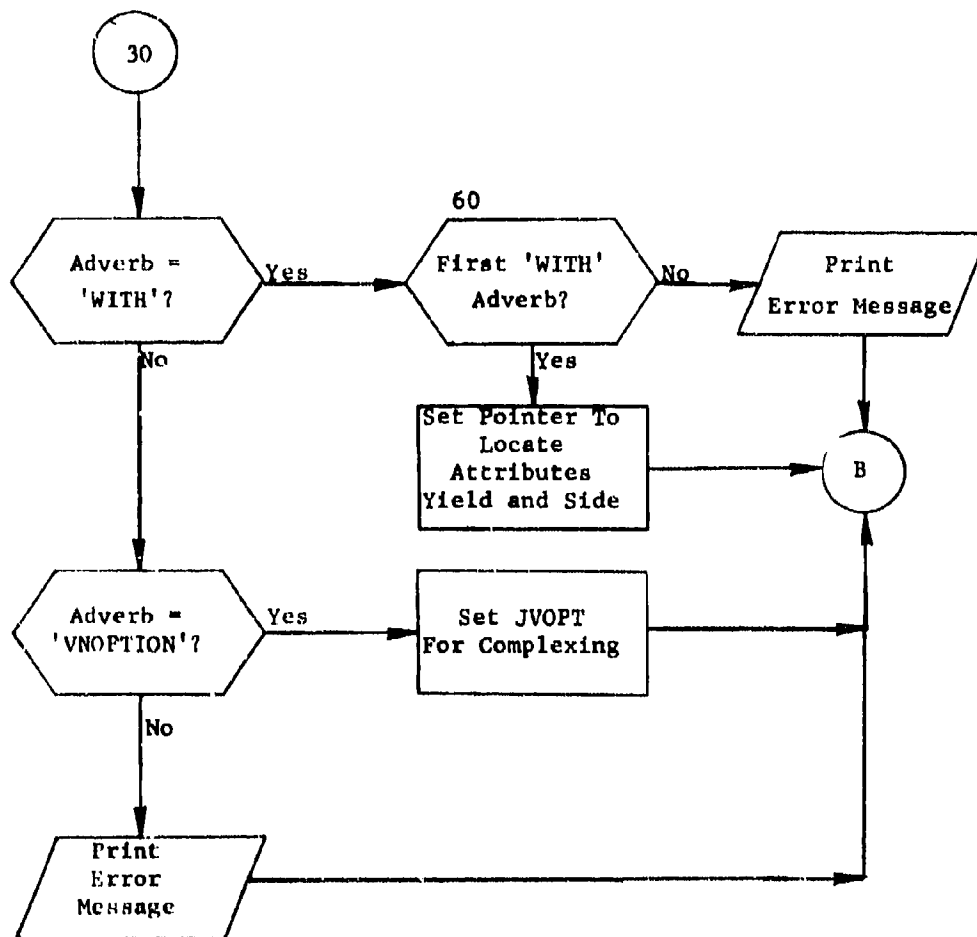 30
60
Adverb =
'WITH'?
Yes
First 'WITH'
Adverb?
No
Print
Error Message
No
Yes
Set Pointer To
Locate
Attributes
Yield and Side
B
Adverb =
'VNOPTION'?
Yes
Set JVOPT
For Complexing
No
Print
Error
Message